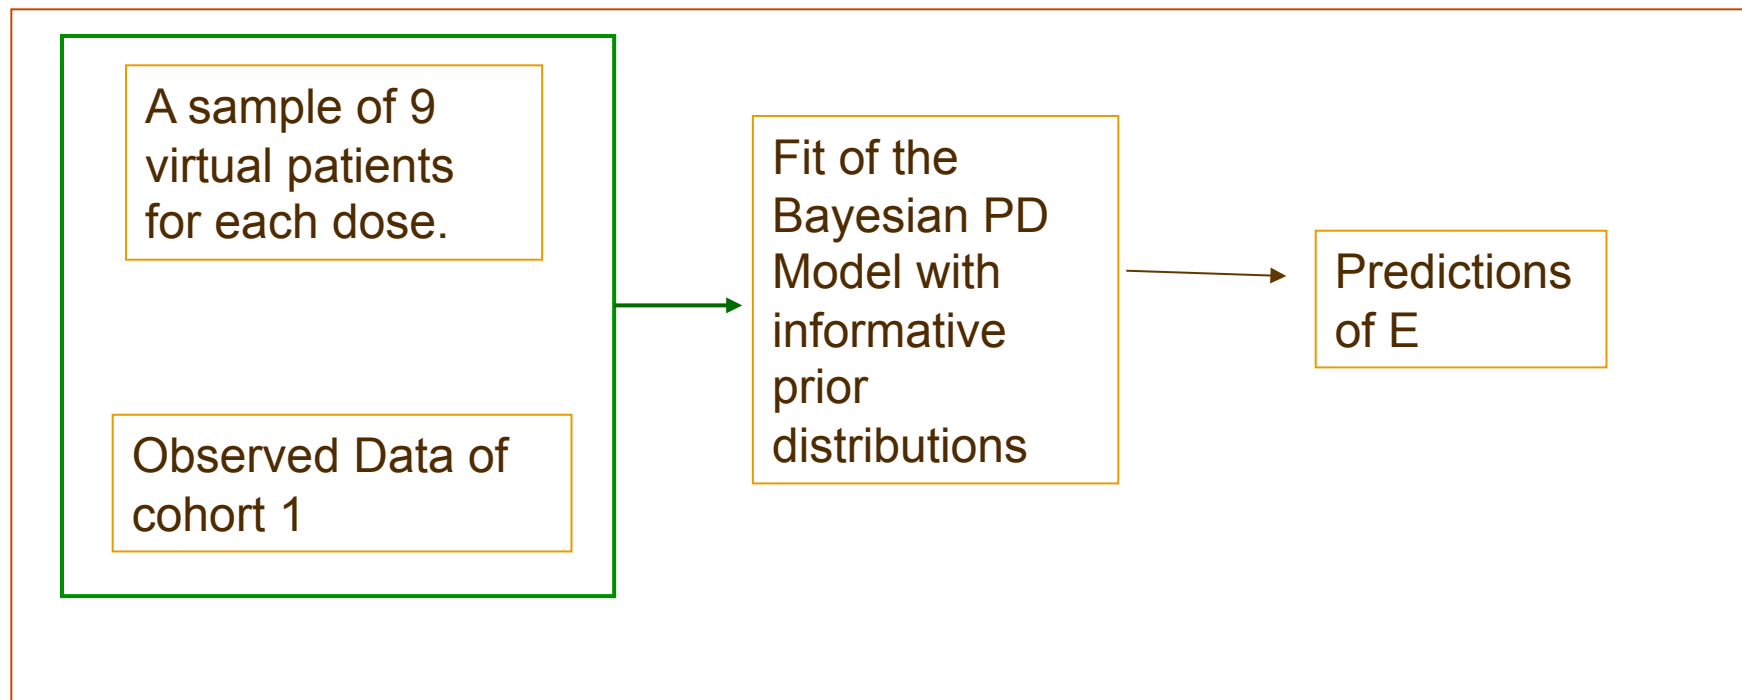 A sample of 9
virtual patients
for each dose.
Observed Data of
cohort 1
Fit of the
Bayesian PD
Model with
informative
prior
distributions
Predictions
of E